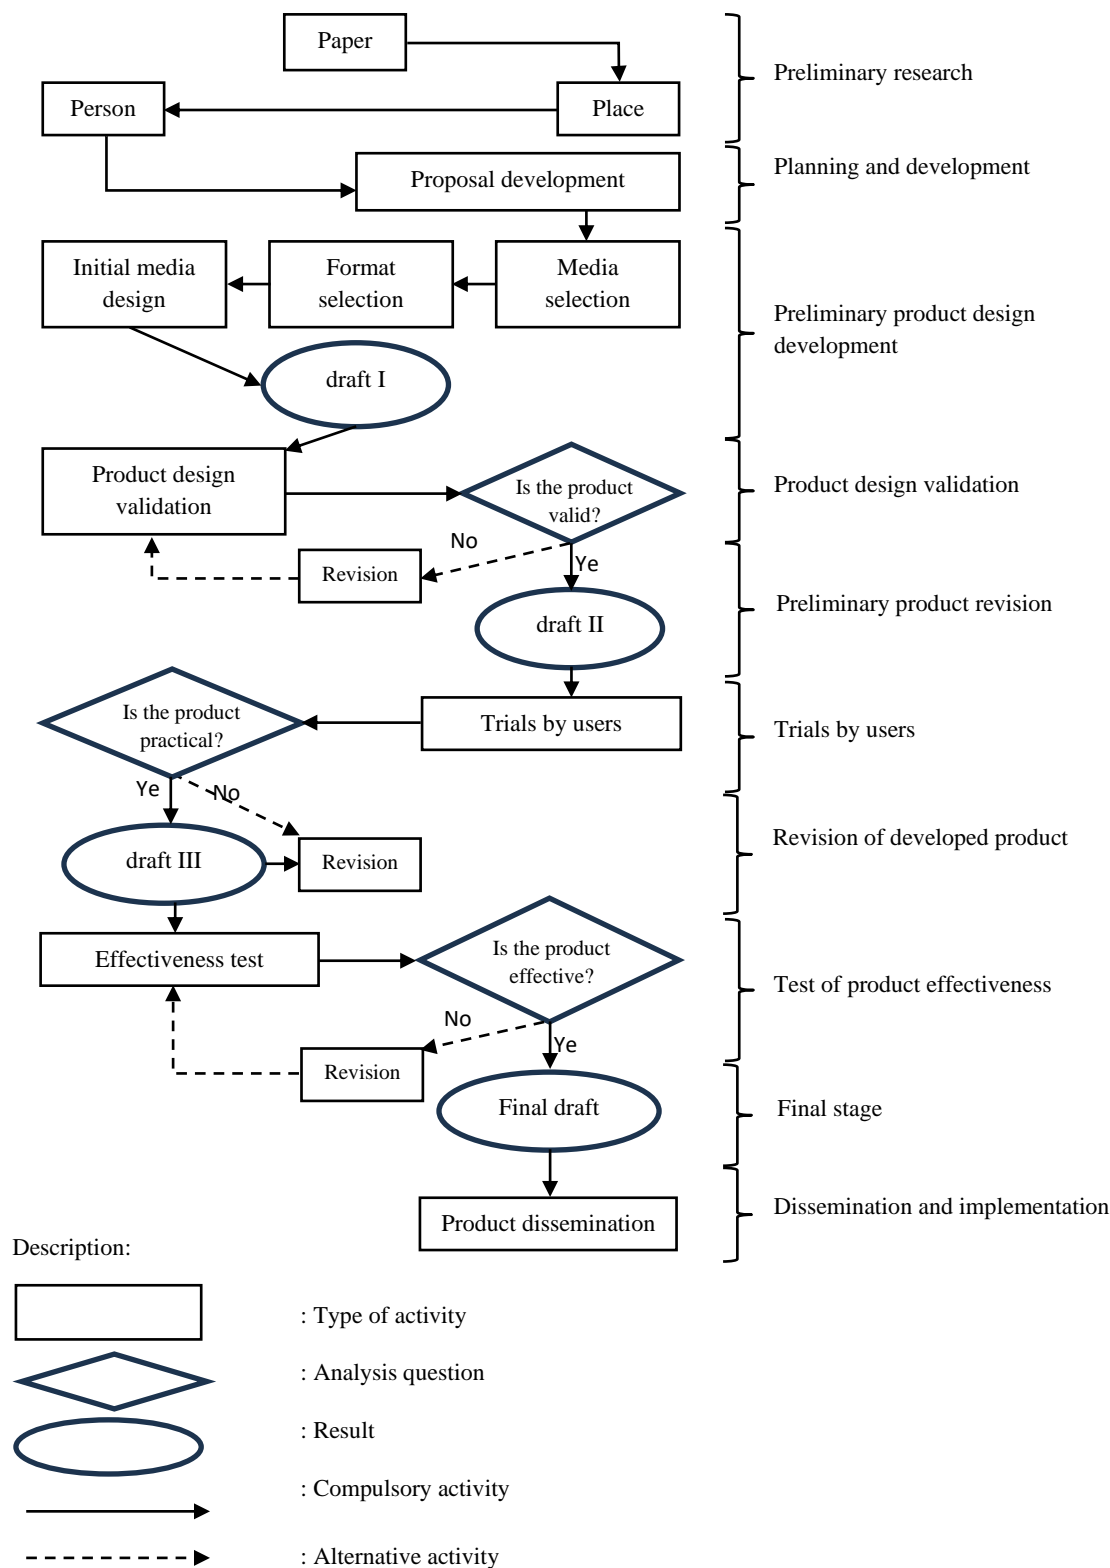 Paper
Preliminary research
Person
Place
Planning and development
Proposal development
Initial media
design
Format
selection
Media
selection
Preliminary product design
development
draft I
Product design
validation
Is the product
valid?
Product design validation
No
Ye
Revision
Preliminary product revision
draft II
Is the product
practical?
Trials by users
Trials by users
Ye
No
Revision of developed product
draft III
Revision
Effectiveness test
Is the product
effective?
Test of product effectiveness
No
Ye
Revision
Final draft
Final stage
Product dissemination
Dissemination and implementation
Description:
: Type of activity
: Analysis question
: Result
: Compulsory activity
: Alternative activity